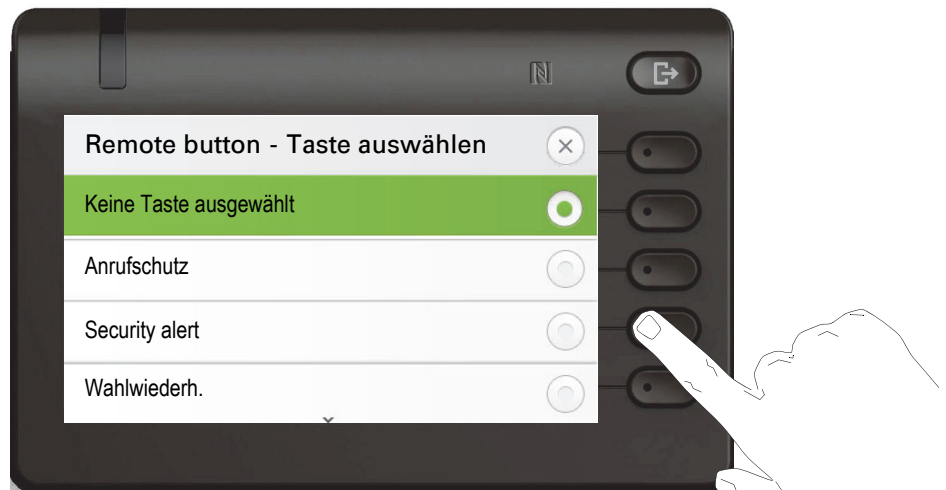 Remote button - Taste auswählen
Keine Taste ausgewählt
Anrufschutz
Security alert
Wahlwiederh.